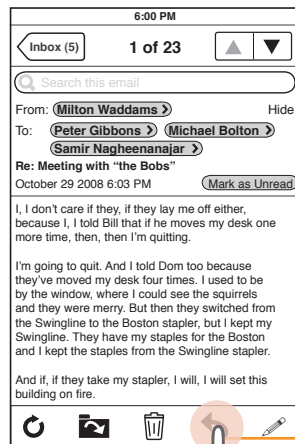 6:00 PM
Inbox (5)
1 of 23
Search this email
From: Milton Waddams
Hide
To: Peter Gibbons Michael Bolton
Samir Nagheenanajar
Re: Meeting with “the Bobs”
October 29 2008 6:03 PM
Mark as Unread
I, I don't care if they, if they lay me off either,
because I, I told Bill that if he moves my desk one
more time, then, then I'm quitting.
I'm going to quit. And I told Dom too because
they've moved my desk four times. I used to be
by the window, where I could see the squirrels
and they were merry. But then they switched from
the Swingline to the Boston stapler, but I kept my
Swingline. They have my staples for the Boston
and I kept the staples from the Swingline stapler.
And if, if they take my stapler, I will, I will set this
building on fire.